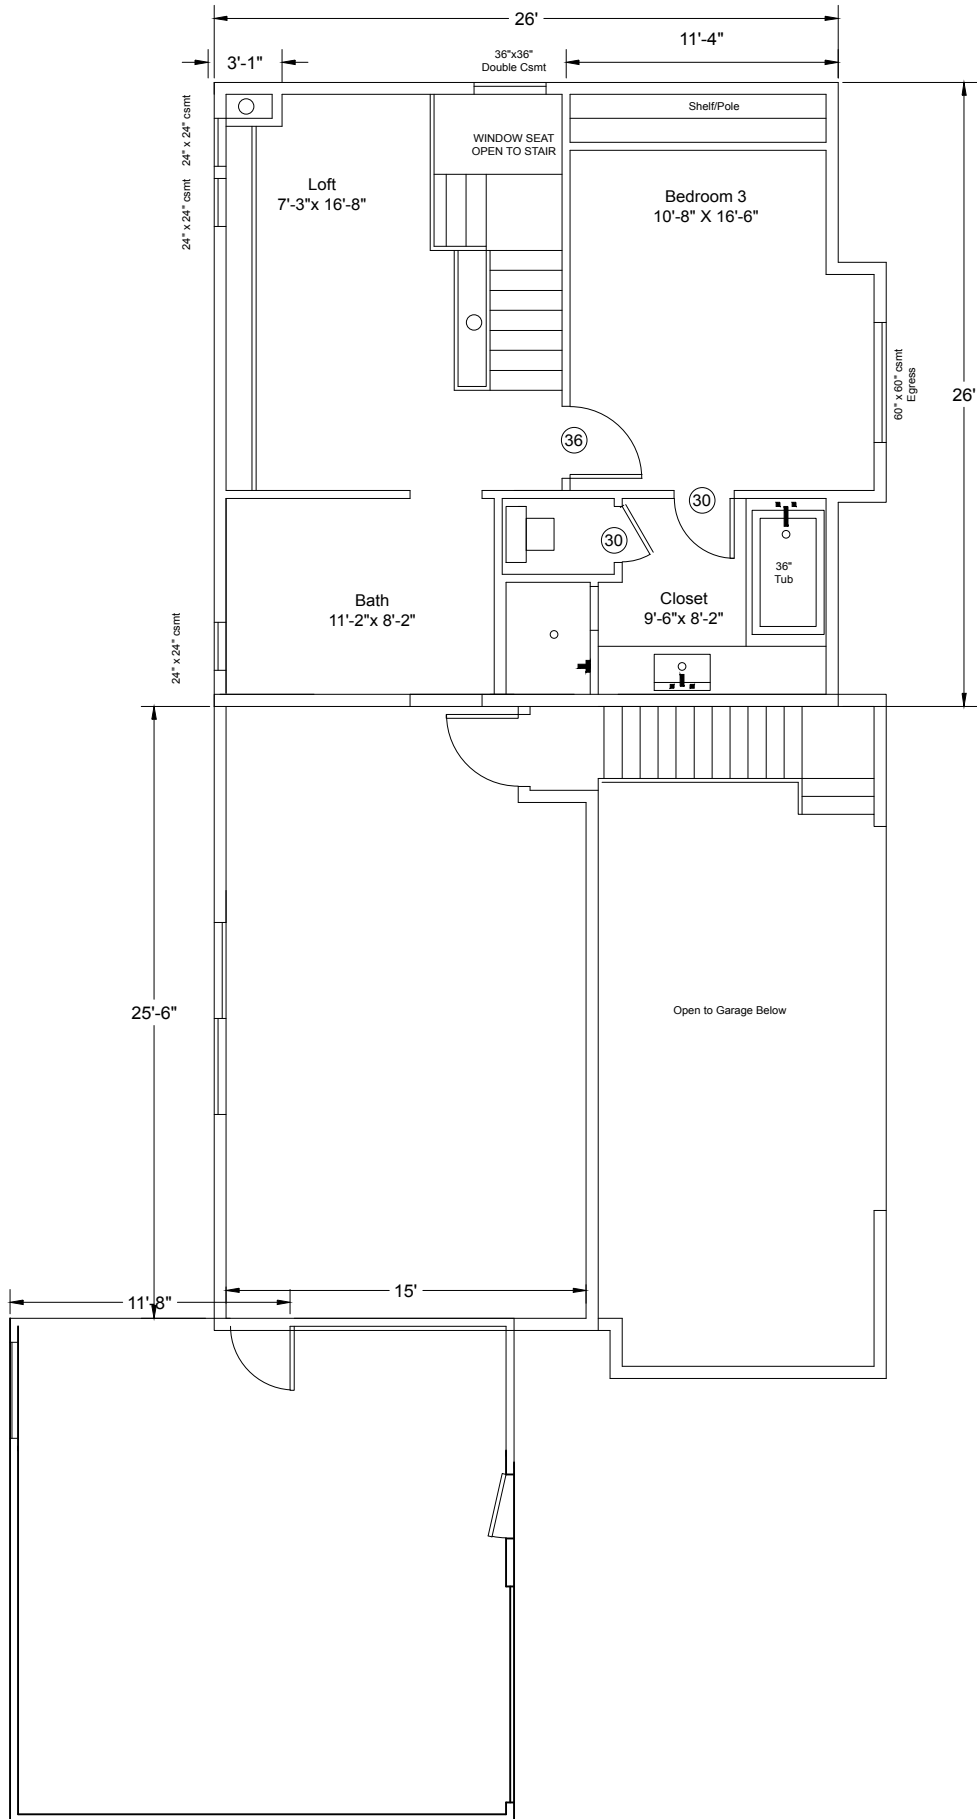 26'
11'-4"
3'-1"
36"x36"
Double Csmt
24" x 24" csmt
24" x 24" csmt
Shelf/Pole
WINDOW SEAT
OPEN TO STAIR
Loft
7'-3"x 16'-8"
Bedroom 3
10'-8" X 16'-6"
60" x 60" csmt
Egress
26'
36
30
30
36"
Tub
Bath
11'-2"x 8'-2"
Closet
9'-6"x 8'-2"
24" x 24" csmt
25'-6"
Open to Garage Below
15'
11'-8"